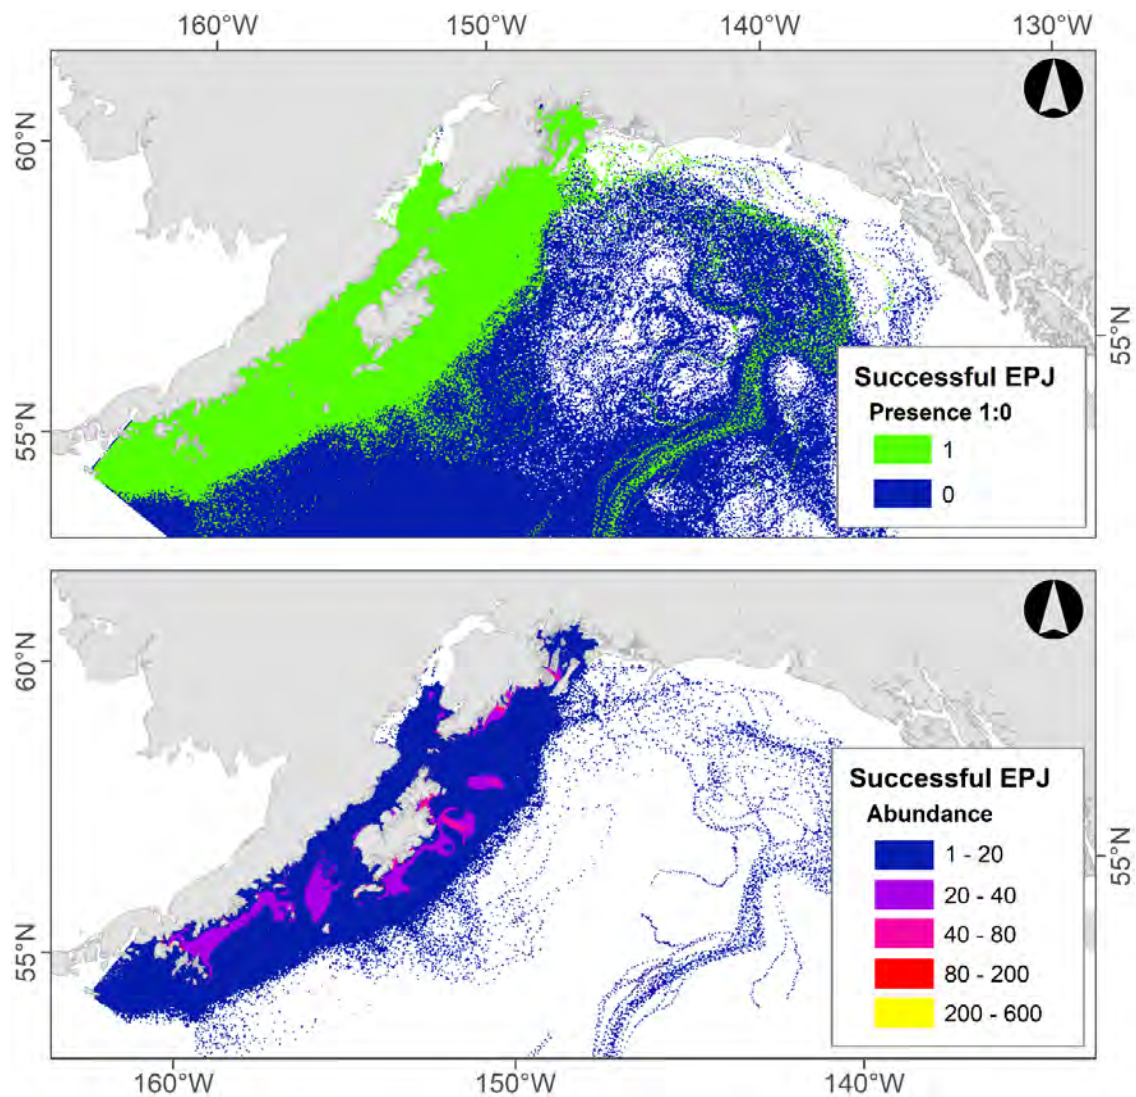 160°W 150°W 140°W 130°W
60°N
55°N
55°N
Successful EPJ
Presence 1:0
1
0
60°N
55°N
55°N
Successful EPJ
Abundance
1 - 20
20 - 40
40 - 80
80 - 200
200 - 600
160°W 150°W 140°W